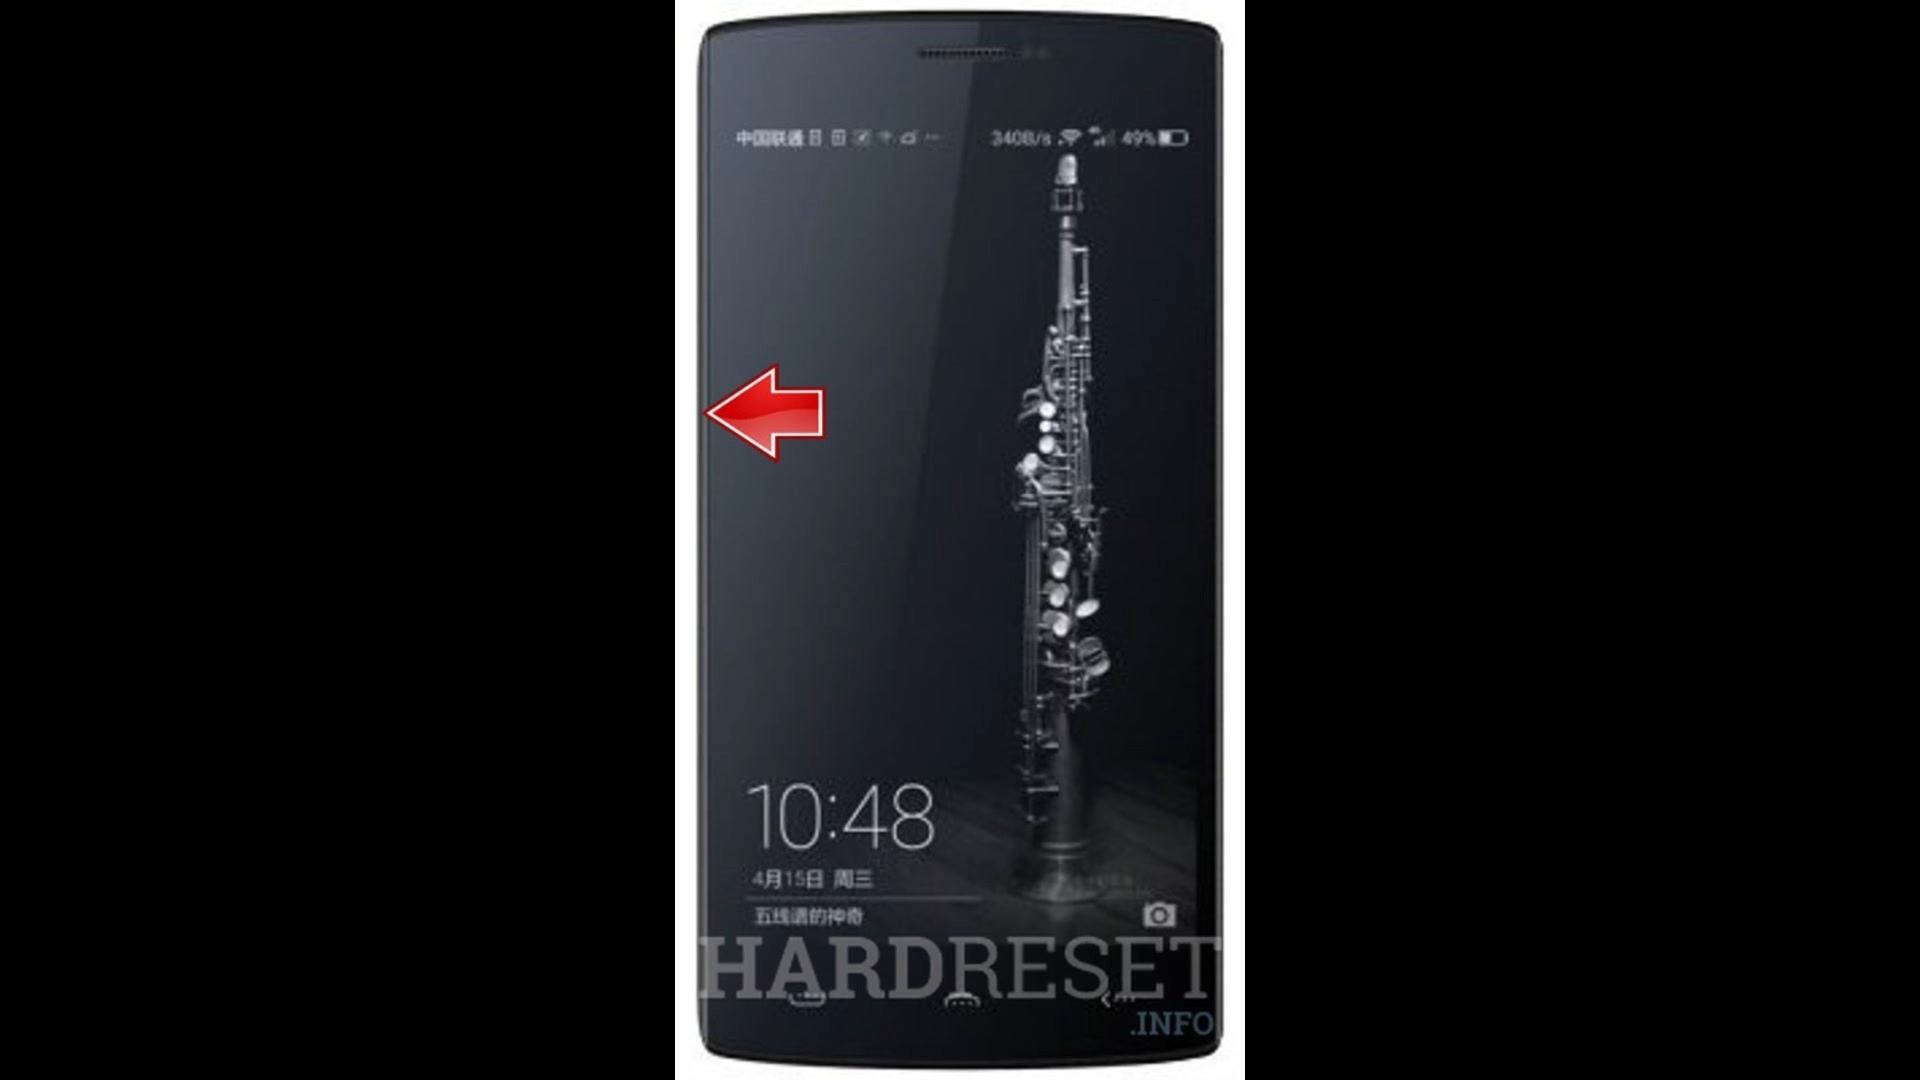 中国联通 340B/s 4G 49%
10:48
4月15日 周三
五线谱的神奇
HARDRESET
.INFO